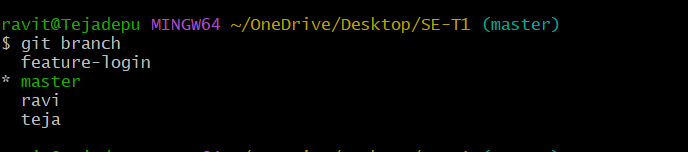 ravit@Tejadepu MINGW64 ~/OneDrive/Desktop/SE-T1 (master)
$ git branch
  feature-login
* master
  ravi
  teja